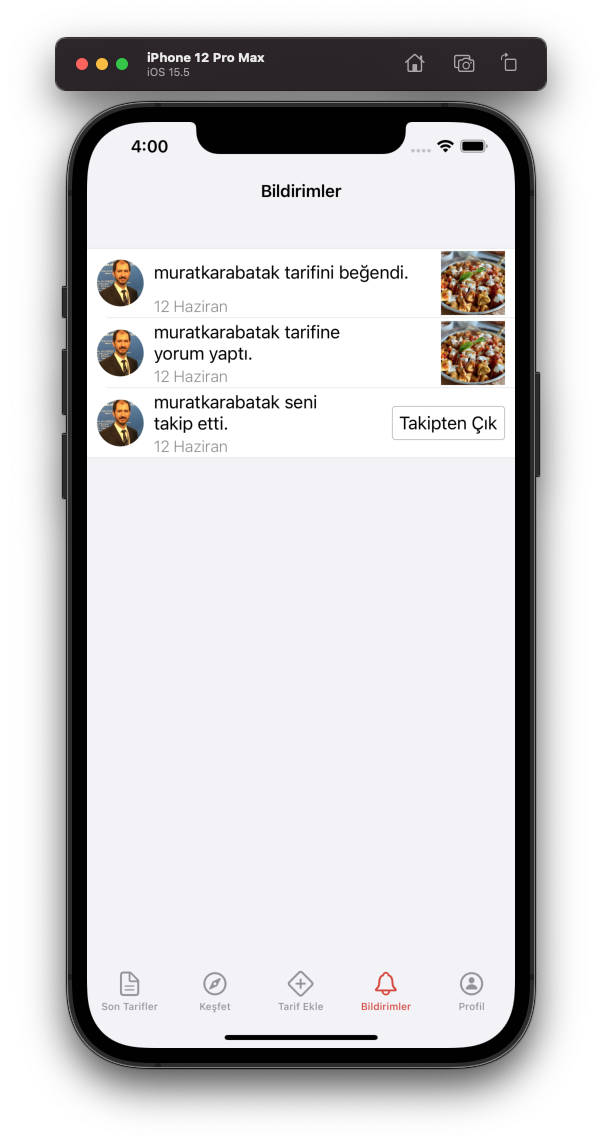 iPhone 12 Pro Max
iOS 15.5
4:00
Bildirimler
muratkarabatak tarifini beğendi.
12 Haziran
muratkarabatak tarifine
yorum yaptı.
12 Haziran
muratkarabatak seni
takip etti.
12 Haziran
Takipten Çık
Son Tarifler
Keşfet
Tarif Ekle
Bildirimler
Profil